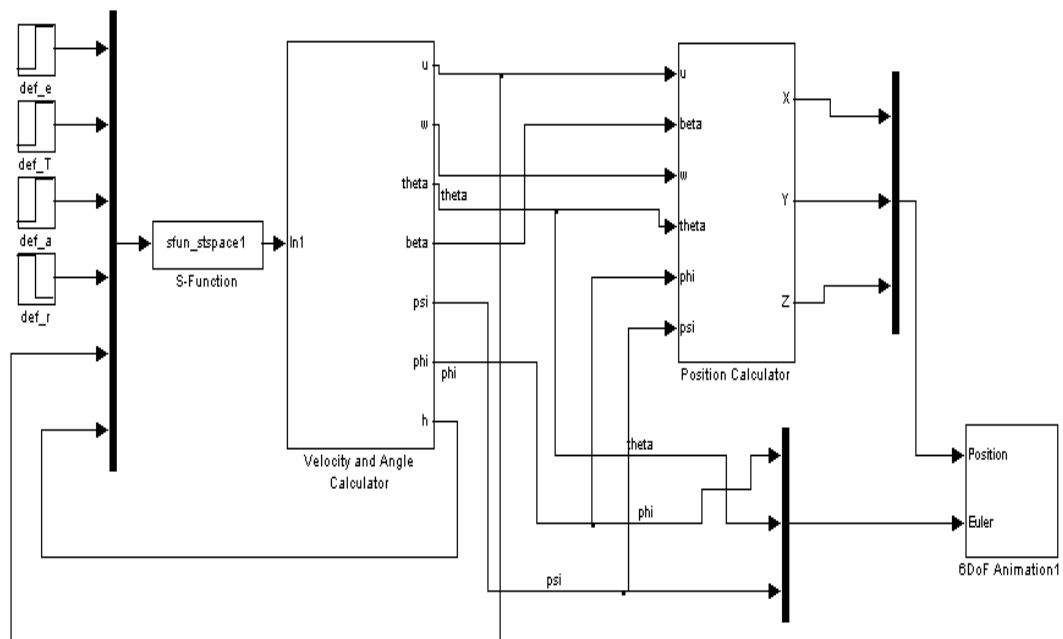 def_e
def_T
def_a
def_r
sfun_stspace1
S-Function
In1
u
w
theta
theta
beta
psi
phi
phi
h
Velocity and Angle
Calculator
u
beta
w
theta
phi
psi
X
Y
Z
Position Calculator
theta
phi
psi
Position
Euler
6DoF Animation1